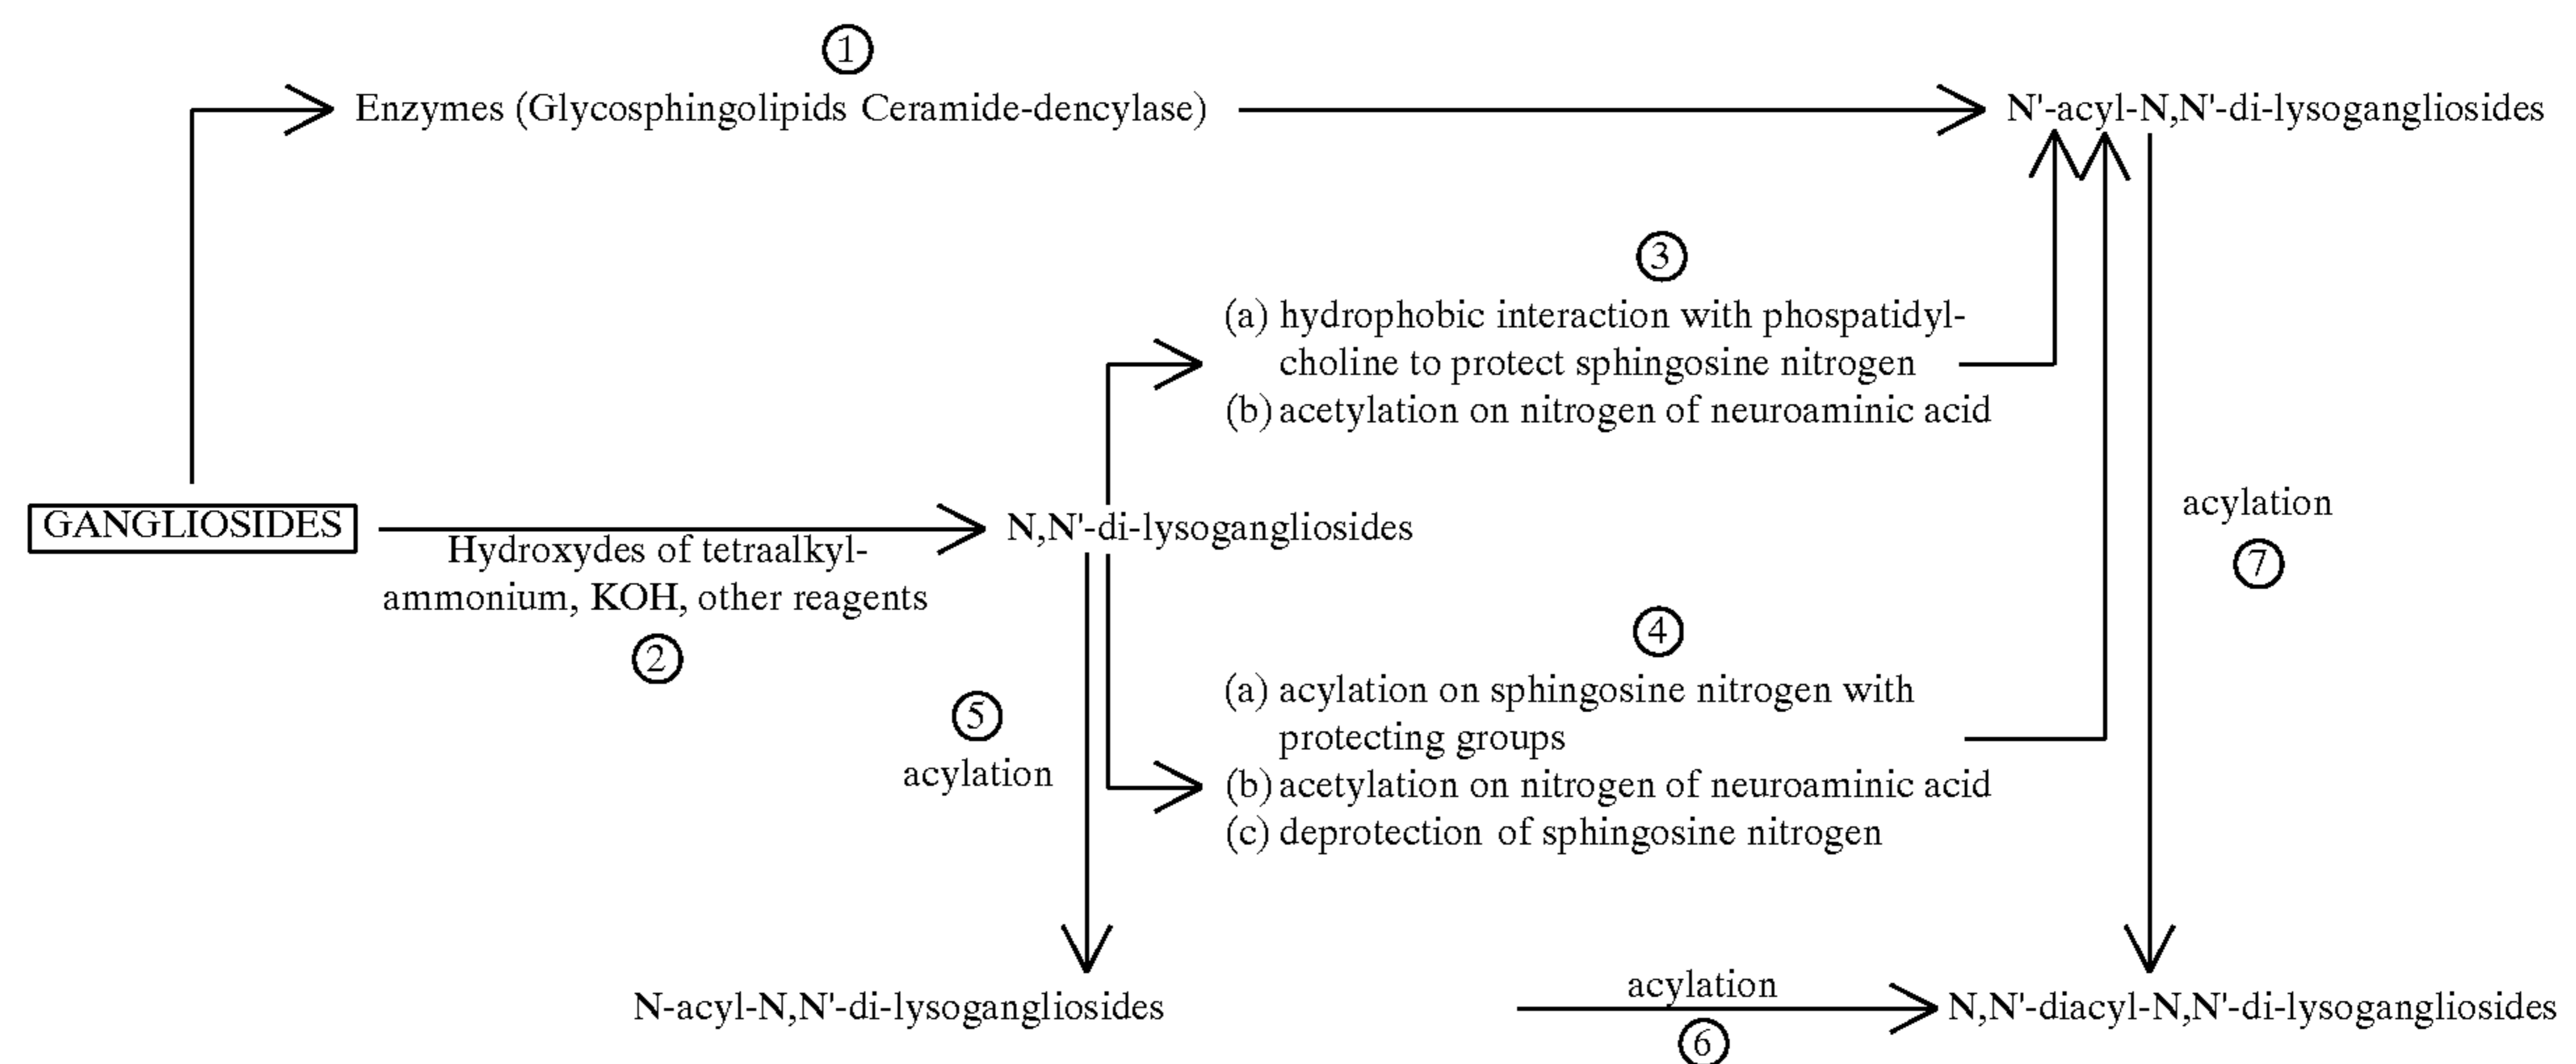 ①
Enzymes (Glycosphingolipids Ceramide-dencylase)
N'-acyl-N,N'-di-lysogangliosides
③
(a) hydrophobic interaction with phospatidyl-
choline to protect sphingosine nitrogen
(b) acetylation on nitrogen of neuroaminic acid
GANGLIOSIDES
Hydroxydes of tetraalkyl-
ammonium, KOH, other reagents
②
N,N'-di-lysogangliosides
acylation
⑦
④
(a) acylation on sphingosine nitrogen with
protecting groups
(b) acetylation on nitrogen of neuroaminic acid
(c) deprotection of sphingosine nitrogen
⑤
acylation
N-acyl-N,N'-di-lysogangliosides
acylation
⑥
N,N'-diacyl-N,N'-di-lysogangliosides